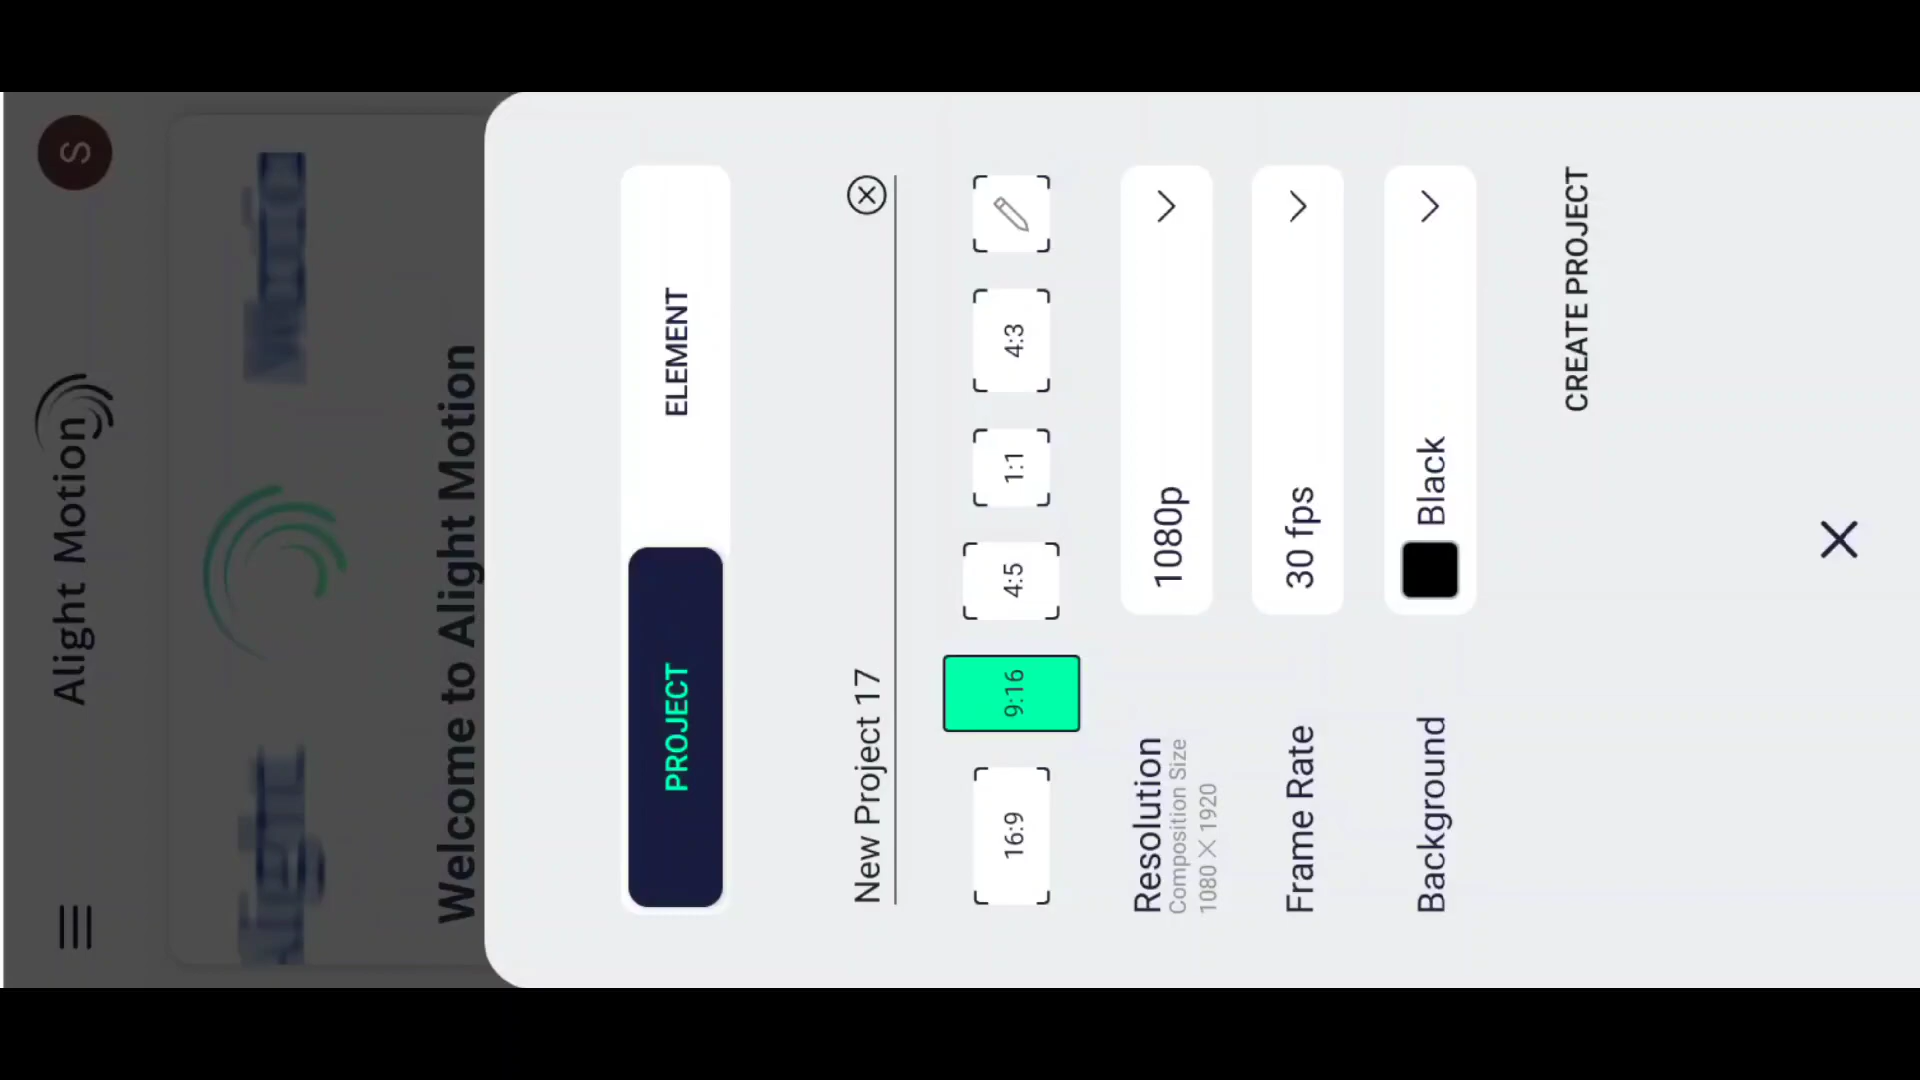 Alight Motion
S
Welcome to Alight Motion
PROJECT
ELEMENT
New Project 17
16:9
9:16
4:5
1:1
4:3
Resolution
Composition Size
1080 × 1920
1080p
Frame Rate
30 fps
Background
Black
CREATE PROJECT